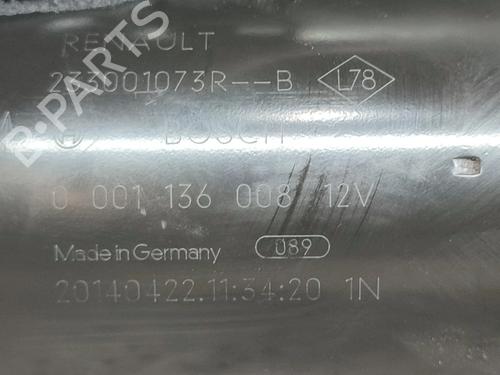 RENAULT
233001073R--B L78
BOSCH
0 001 136 008 12V
Made in Germany 089
20140422.11:34:20 1N
B-PARTS